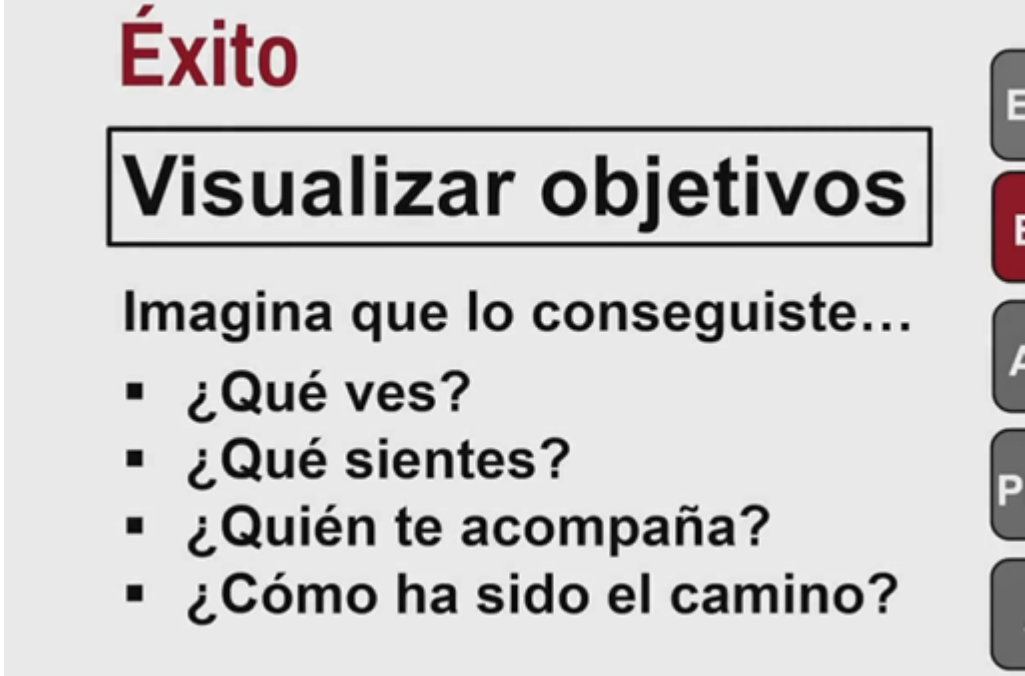 Éxito
Visualizar objetivos
Imagina que lo conseguiste...
▪ ¿Qué ves?
▪ ¿Qué sientes?
▪ ¿Quién te acompaña?
▪ ¿Cómo ha sido el camino?